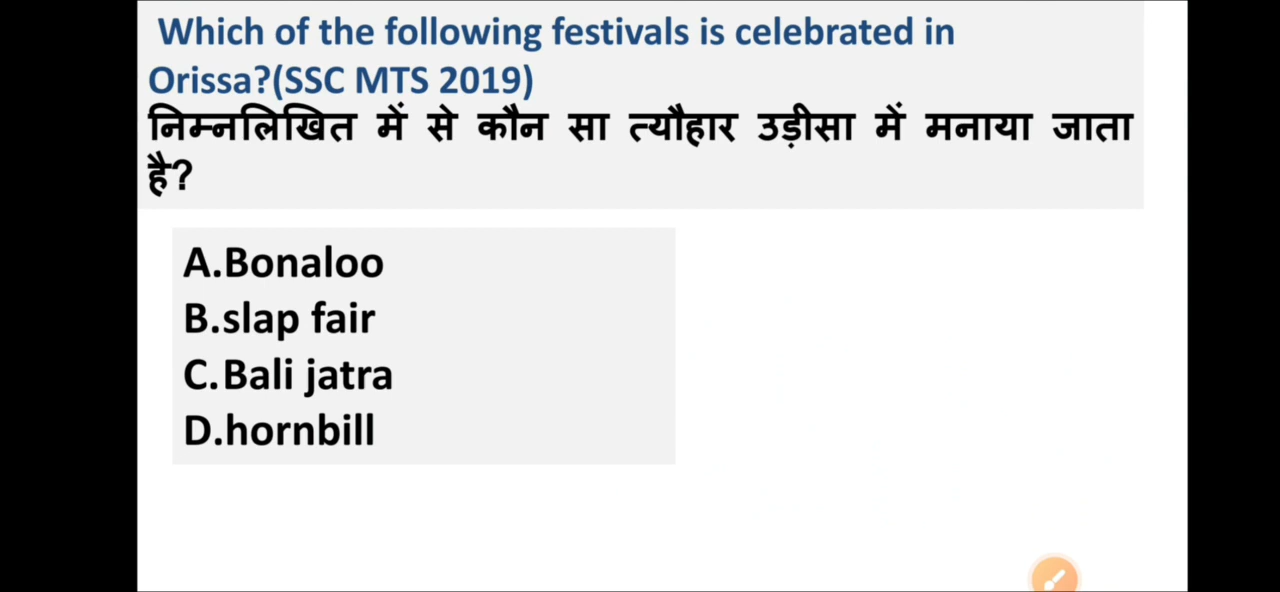 Which of the following festivals is celebrated in
Orissa?(SSC MTS 2019)
निम्नलिखित में से कौन सा त्यौहार उड़ीसा में मनाया जाता
है?
A.Bonaloo
B.slap fair
C.Bali jatra
D.hornbill